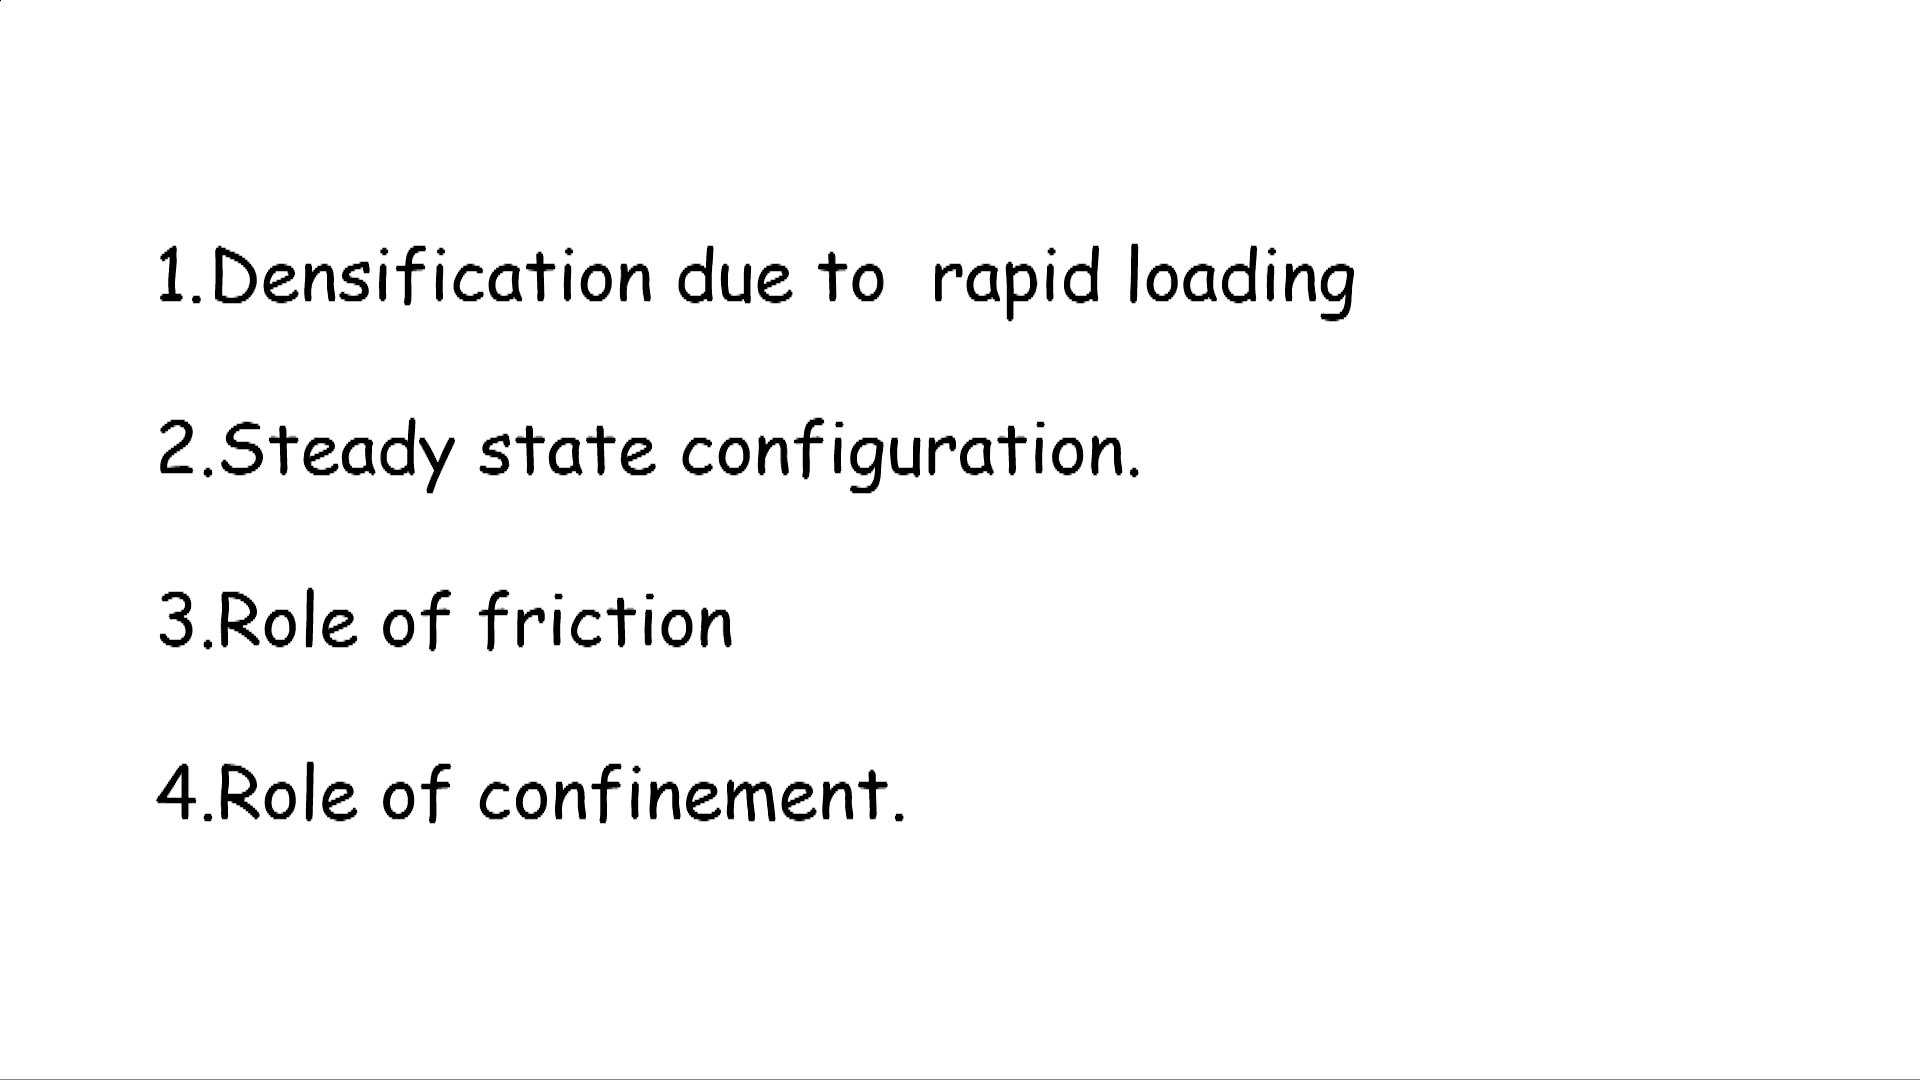 1.Densification due to  rapid loading
2.Steady state configuration.
3.Role of friction
4.Role of confinement.